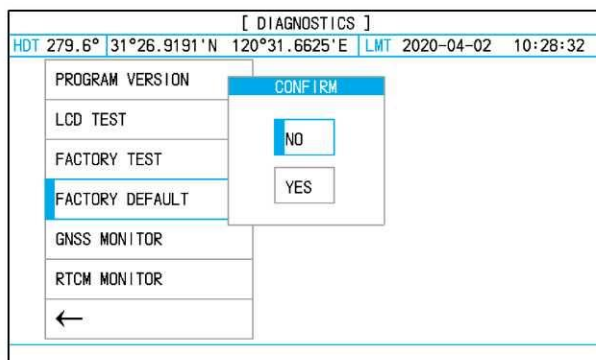 [ DIAGNOSTICS ]
HDT 279.6° 31°26.9191'N 120°31.6625'E LMT 2020-04-02 10:28:32
PROGRAM VERSION
CONFIRM
LCD TEST
NO
FACTORY TEST
YES
FACTORY DEFAULT
GNSS MONITOR
RTCM MONITOR
←